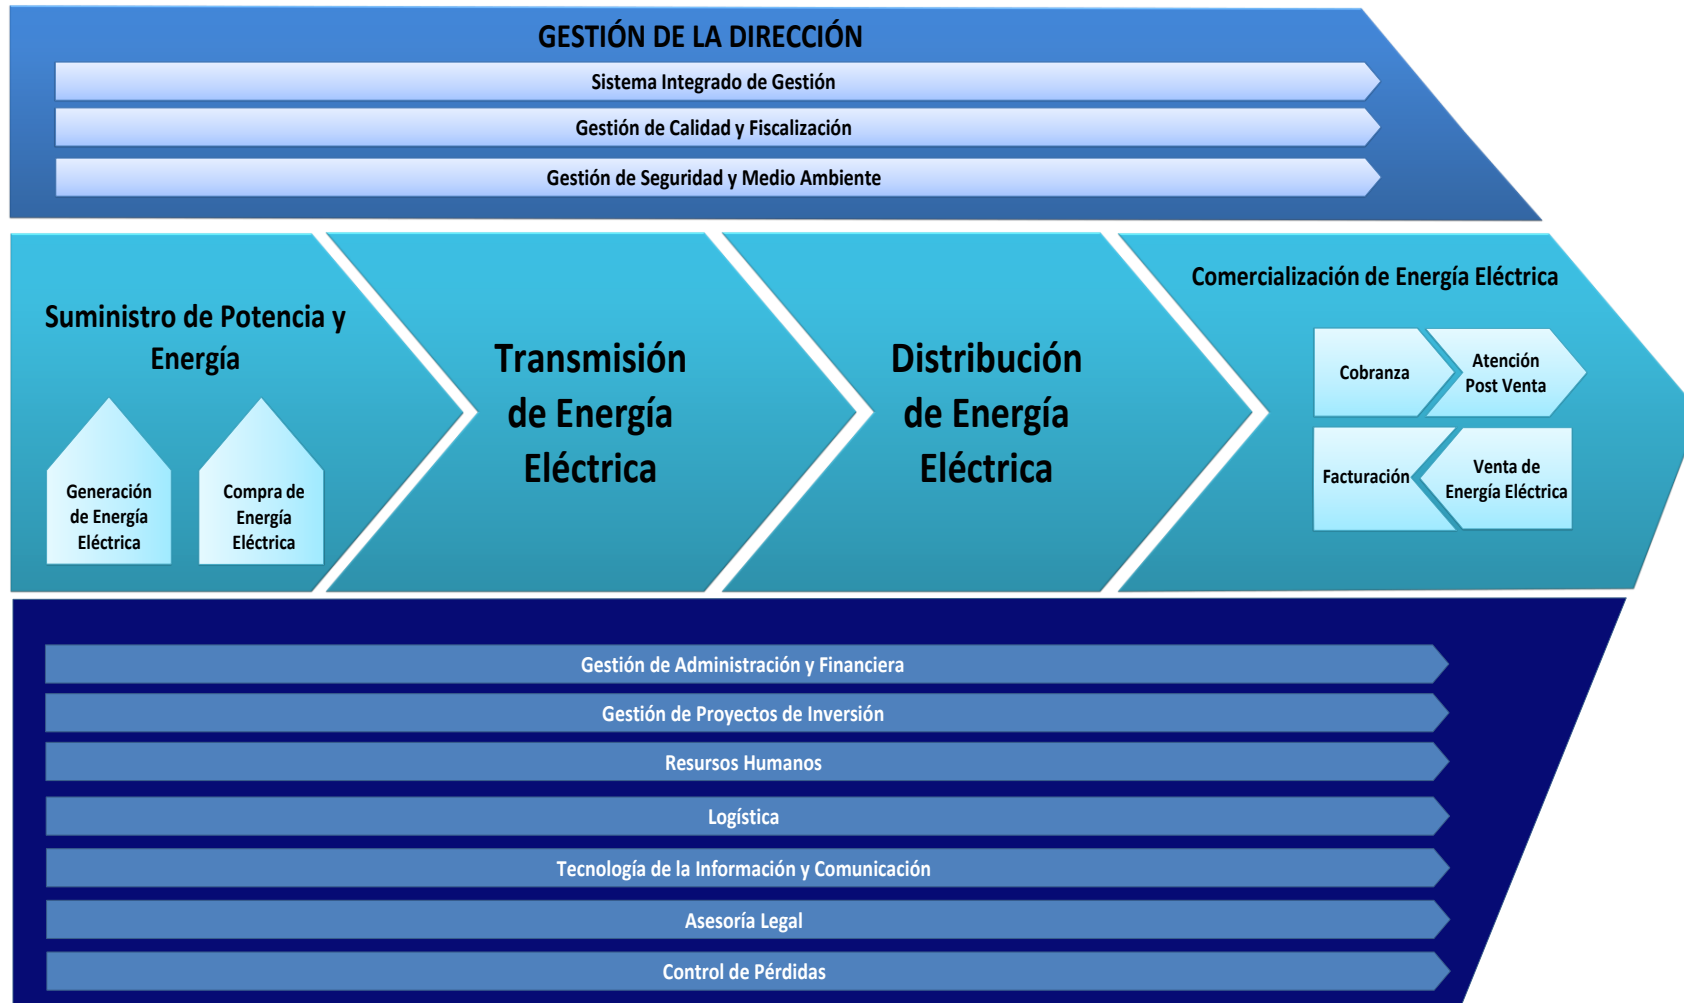 GESTIÓN DE LA DIRECCIÓN
Sistema Integrado de Gestión
Gestión de Calidad y Fiscalización
Gestión de Seguridad y Medio Ambiente
Suministro de Potencia y
Energía
Generación
de Energía
Eléctrica
Compra de
Energía
Eléctrica
Transmisión
de Energía
Eléctrica
Distribución
de Energía
Eléctrica
Comercialización de Energía Eléctrica
Cobranza
Atención
Post Venta
Facturación
Venta de
Energía Eléctrica
Gestión de Administración y Financiera
Gestión de Proyectos de Inversión
Resursos Humanos
Logística
Tecnología de la Información y Comunicación
Asesoría Legal
Control de Pérdidas